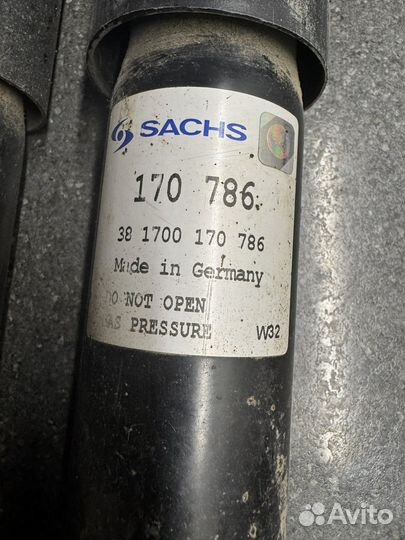 SACHS
170 786
38 1700 170 786
Made in Germany
DO NOT OPEN
GAS PRESSURE W32
Avito